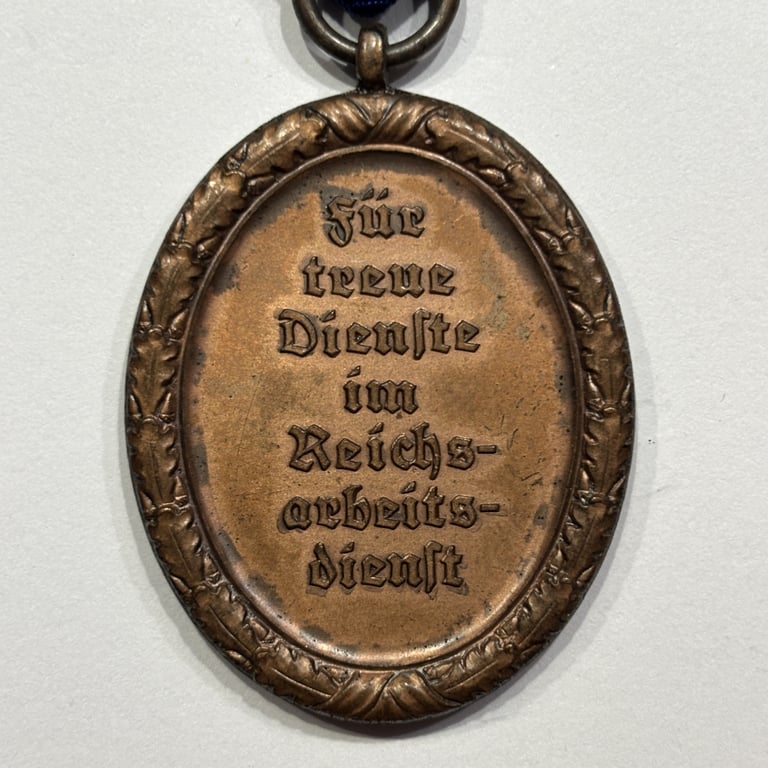 Für
treue
Dienſte
im
Reichs-
arbeits-
dienſt